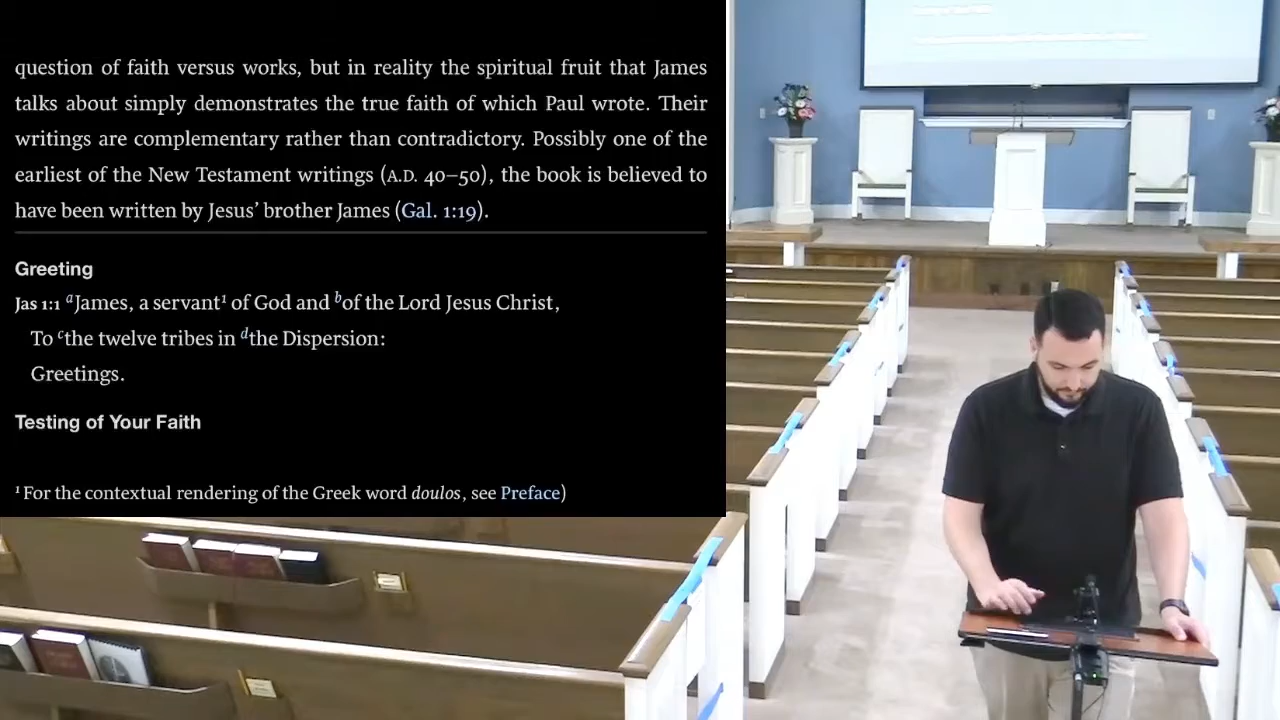 question of faith versus works, but in reality the spiritual fruit that James
talks about simply demonstrates the true faith of which Paul wrote. Their
writings are complementary rather than contradictory. Possibly one of the
earliest of the New Testament writings (A.D. 40–50), the book is believed to
have been written by Jesus’ brother James (Gal. 1:19).
Greeting
Jas 1:1 aJames, a servant1 of God and bof the Lord Jesus Christ,
To cthe twelve tribes in dthe Dispersion:
Greetings.
Testing of Your Faith
1 For the contextual rendering of the Greek word doulos, see Preface)